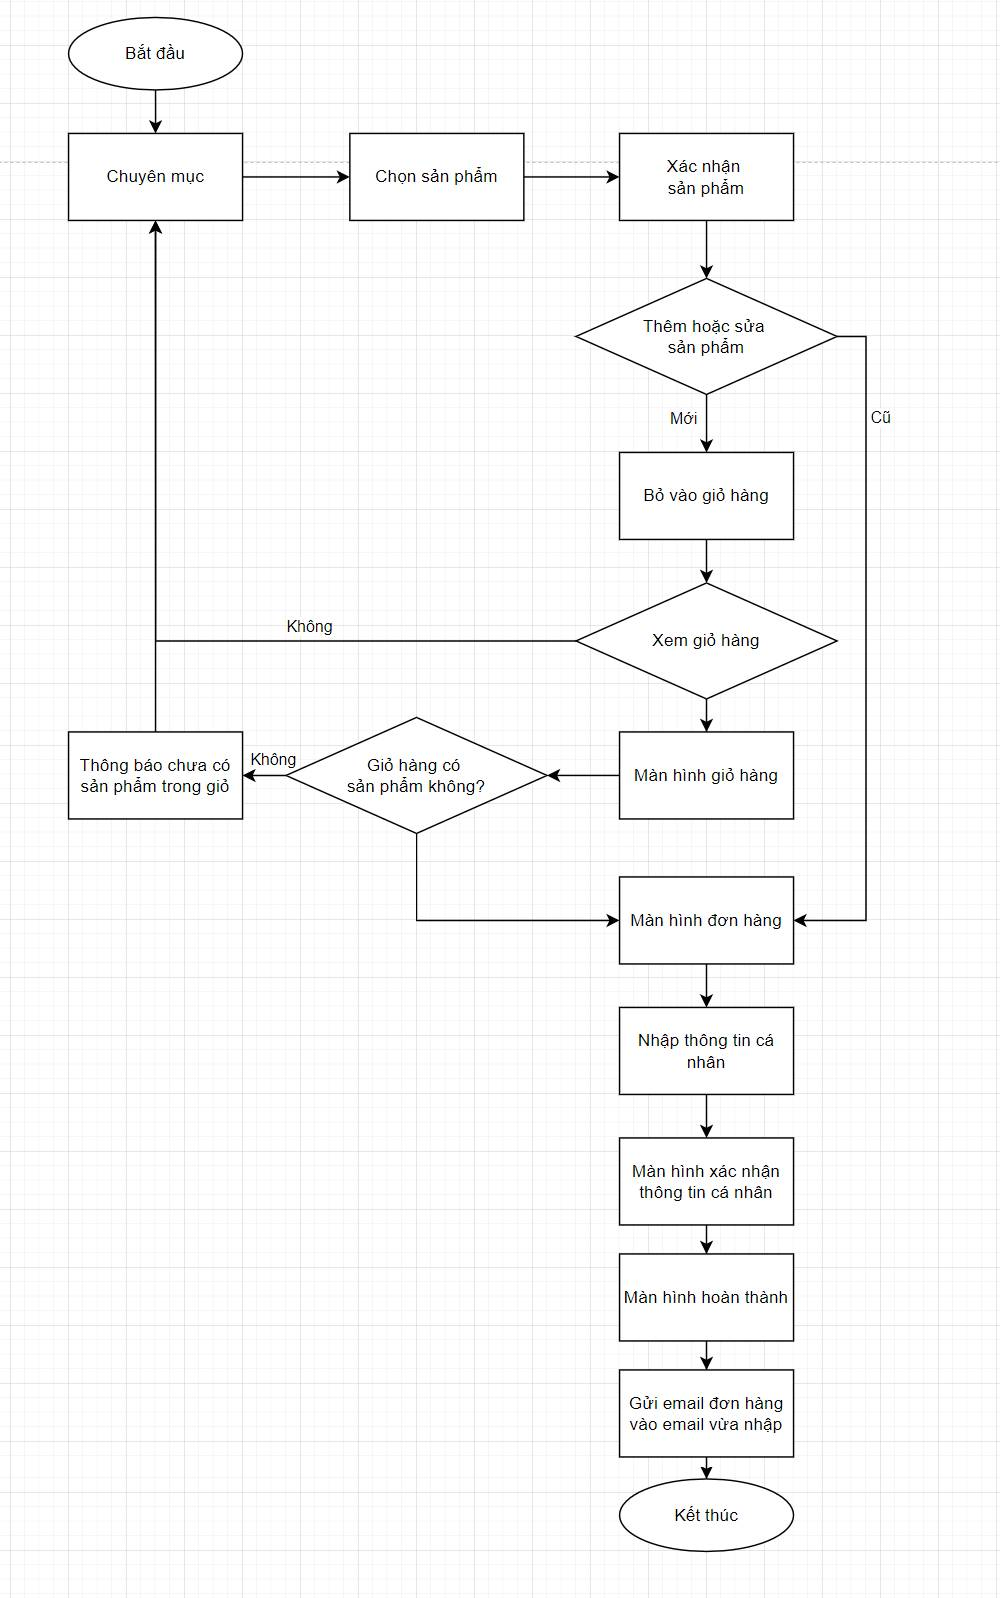 Bắt đầu
Chuyên mục
Chọn sản phẩm
Xác nhận
sản phẩm
Thêm hoặc sửa
sản phẩm
Mới
Cũ
Bỏ vào giỏ hàng
Không
Xem giỏ hàng
Thông báo chưa có
sản phẩm trong giỏ
Không
Giỏ hàng có
sản phẩm không?
Màn hình giỏ hàng
Màn hình đơn hàng
Nhập thông tin cá
nhân
Màn hình xác nhận
thông tin cá nhân
Màn hình hoàn thành
Gửi email đơn hàng
vào email vừa nhập
Kết thúc